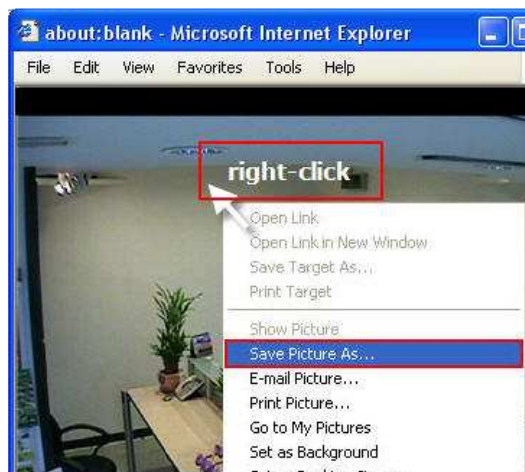 about:blank - Microsoft Internet Explorer
File Edit View Favorites Tools Help
right-click
Open Link
Open Link in New Window
Save Target As...
Print Target
Show Picture
Save Picture As...
E-mail Picture...
Print Picture...
Go to My Pictures
Set as Background